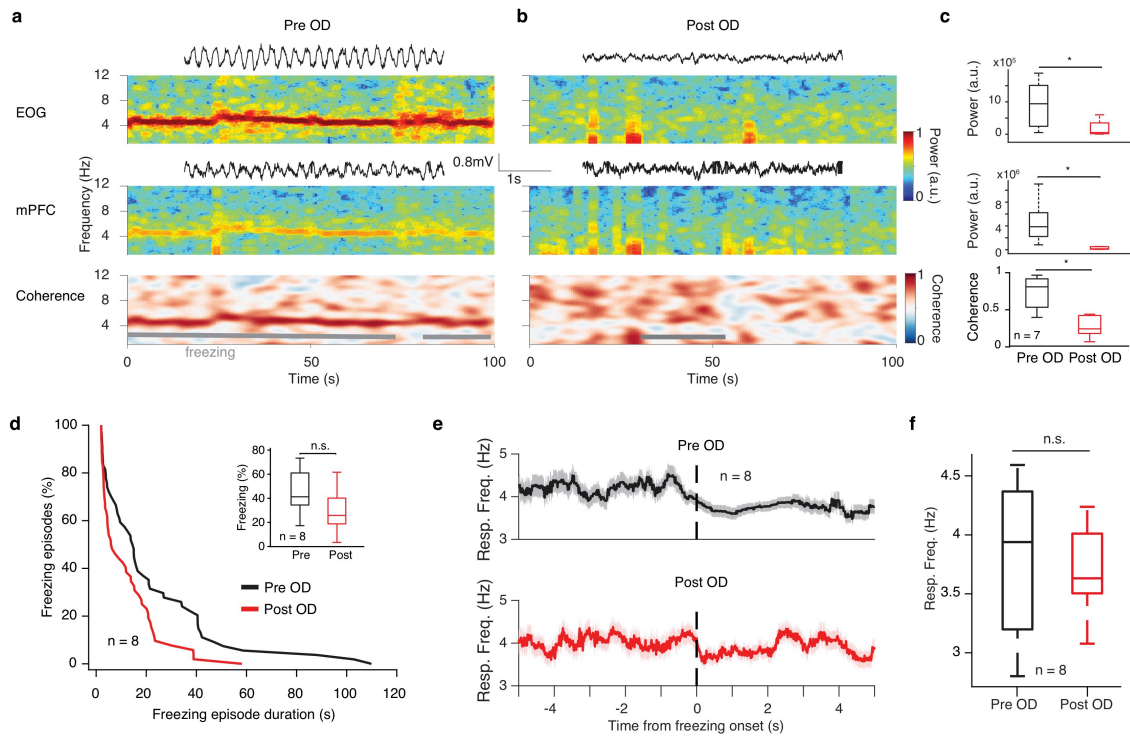 a
Pre OD
b
Post OD
c
EOG
mPFC
Coherence
Frequency (Hz)
12
8
4
12
8
4
12
8
4
0.8mV
1s
freezing
0
50
100
Time (s)
0
50
100
Time (s)
1
0
Power (a.u.)
1
0
Coherence
x10⁵
*
10
0
Power (a.u.)
x10⁶
*
8
4
0
Power (a.u.)
*
1
0.5
0
Coherence
n = 7
Pre OD
Post OD
d
100
80
60
40
20
0
Freezing episodes (%)
n = 8
0
20
40
60
80
100
120
Freezing episode duration (s)
n.s.
80
60
40
20
0
Freezing (%)
n = 8
Pre
Post
Pre OD
Post OD
e
Pre OD
n = 8
5
4
3
Resp. Freq. (Hz)
Post OD
5
4
3
Resp. Freq. (Hz)
-4
-2
0
2
4
Time from freezing onset (s)
f
n.s.
4.5
4
3.5
3
Resp. Freq. (Hz)
n = 8
Pre OD
Post OD